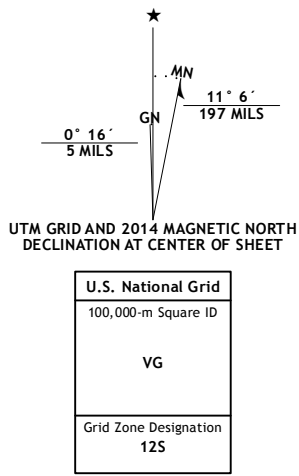 ★
MN
GN
11° 6´
197 MILS
0° 16´
5 MILS
UTM GRID AND 2014 MAGNETIC NORTH
DECLINATION AT CENTER OF SHEET
U.S. National Grid
100,000-m Square ID
VG
Grid Zone Designation
12S